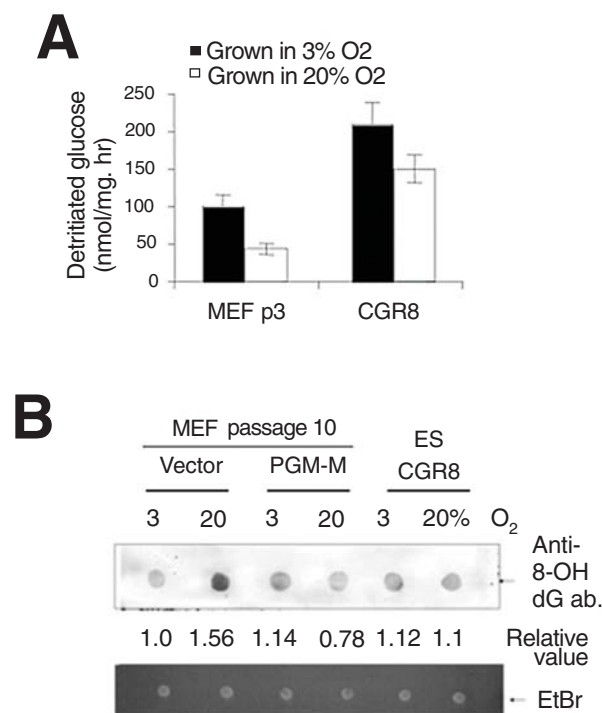 A
■ Grown in 3% O2
□ Grown in 20% O2
Detritiated glucose
(nmol/mg. hr)
250
200
150
100
50
0
MEF p3 CGR8
B
MEF passage 10
ES
CGR8
Vector PGM-M
3 20 3 20 3 20% O2
Anti-
8-OH
dG ab.
1.0 1.56 1.14 0.78 1.12 1.1 Relative
value
EtBr